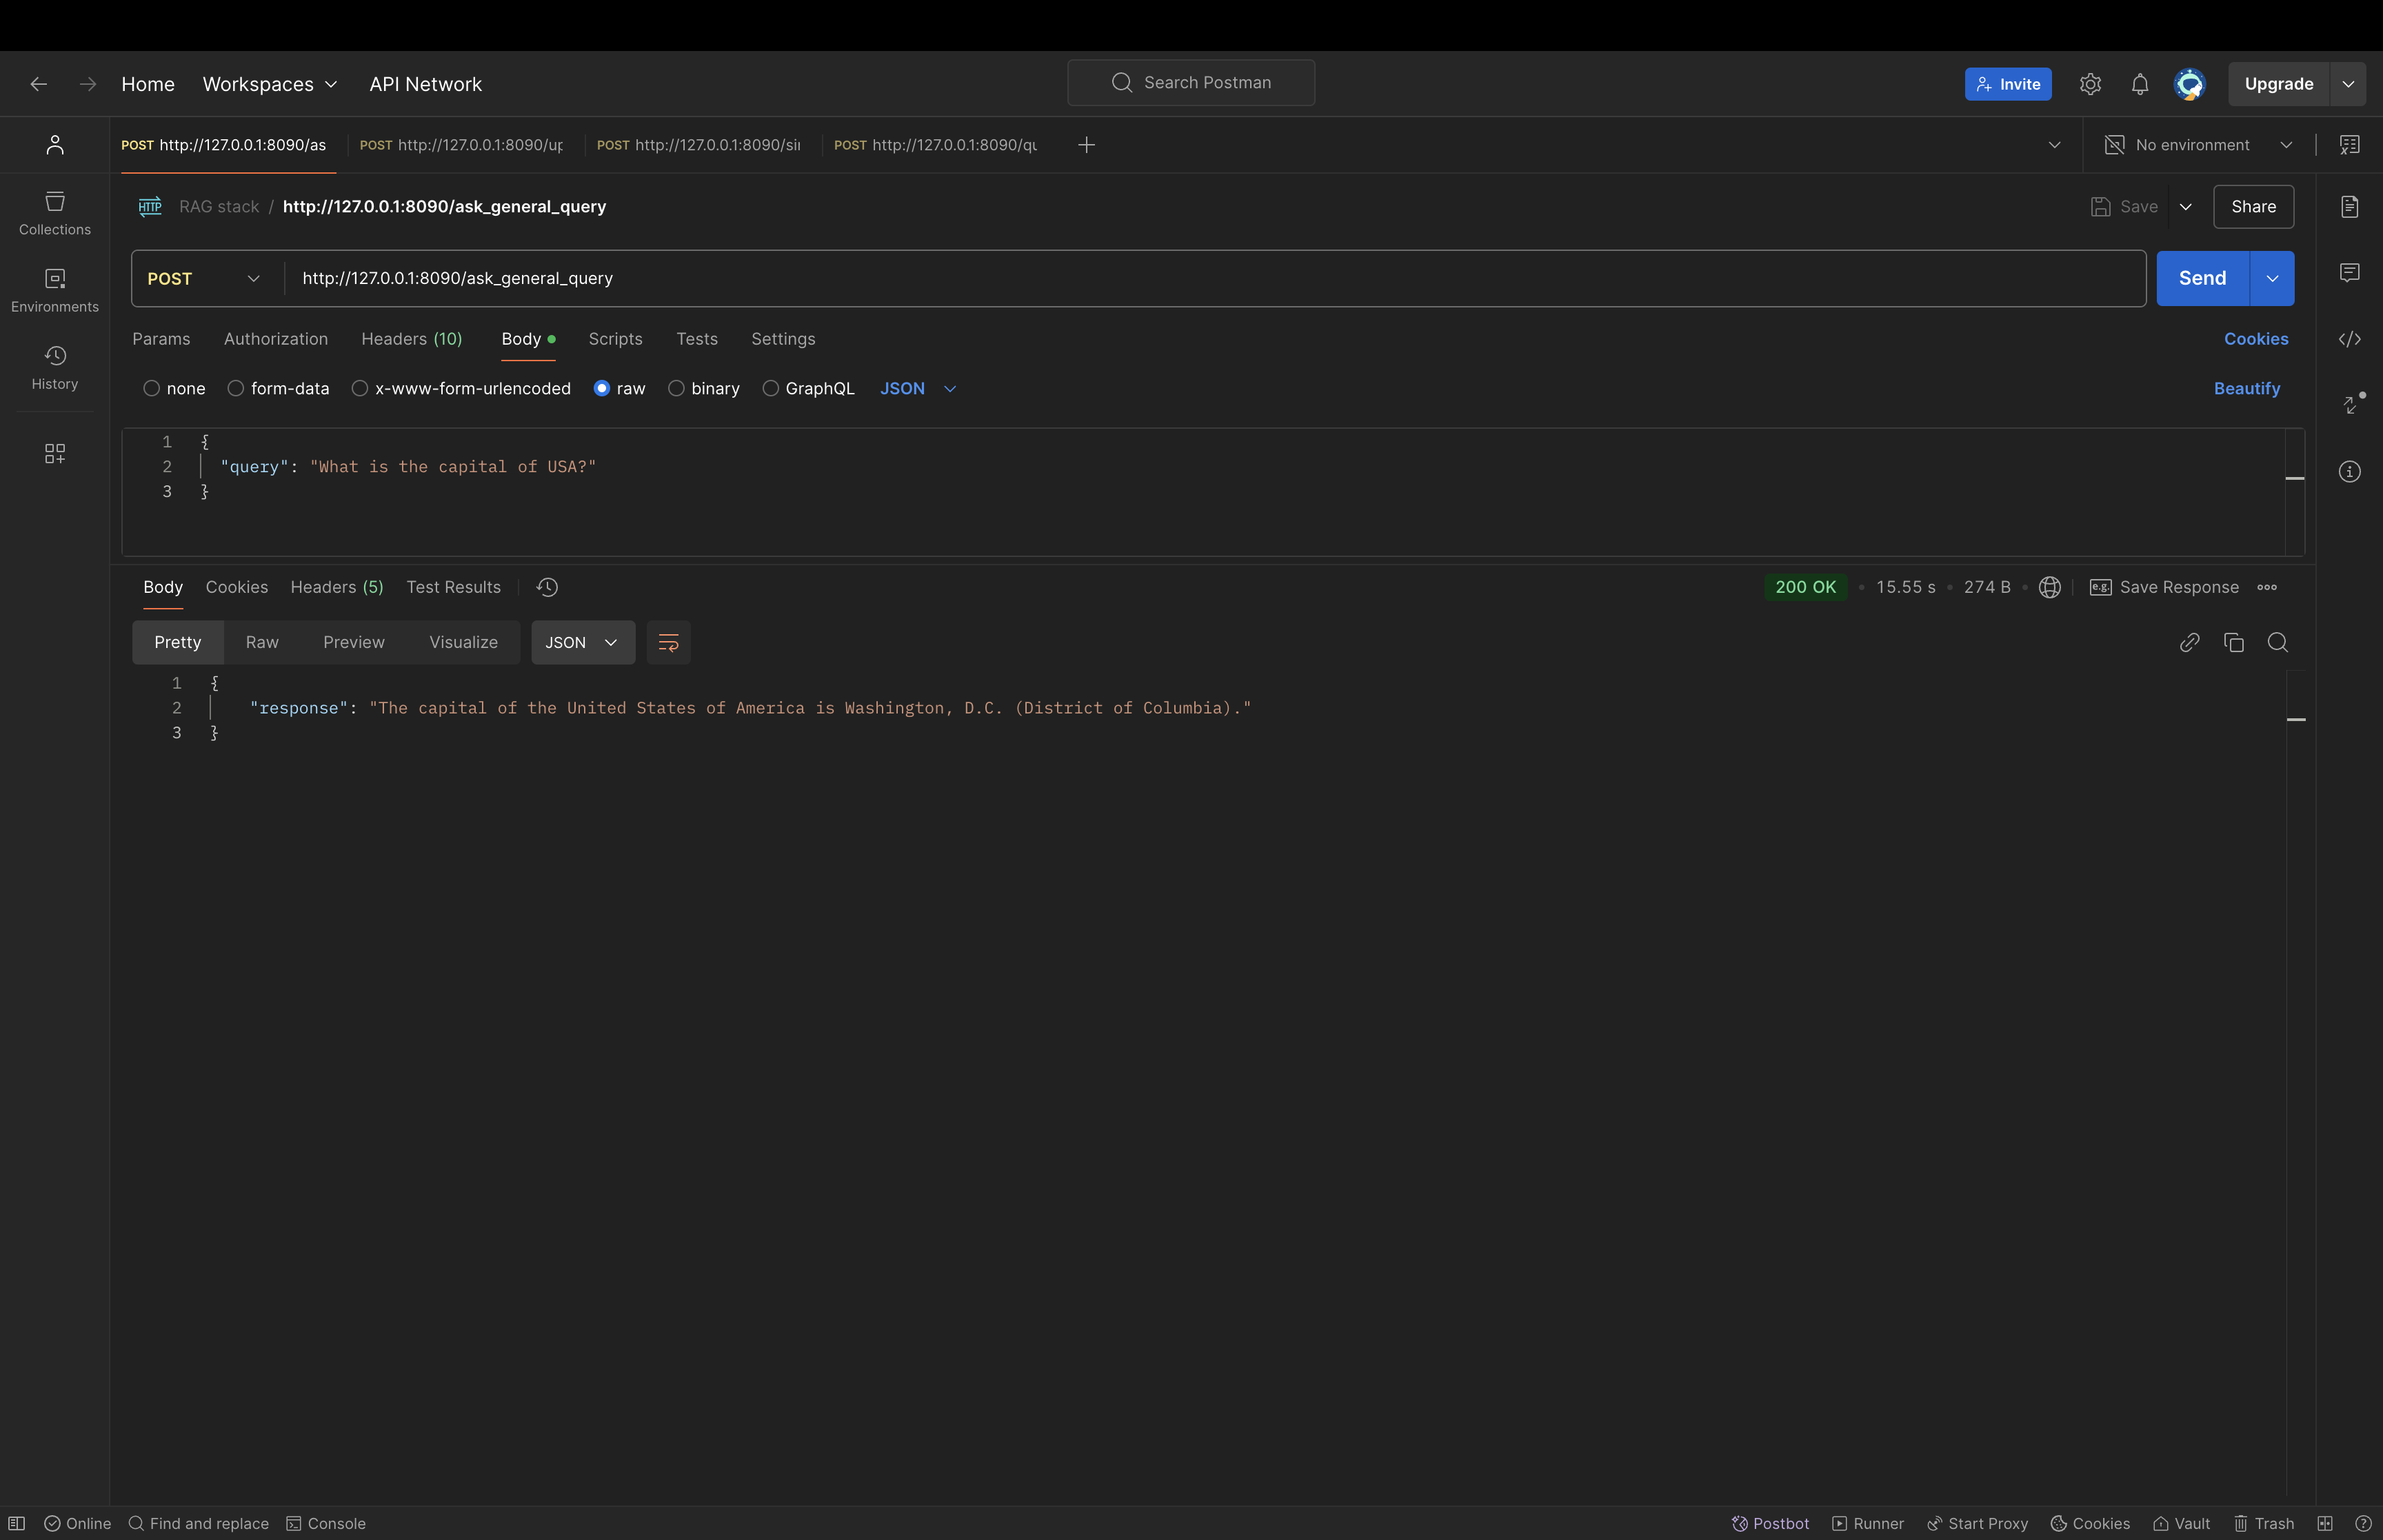 Home Workspaces API Network Search Postman Invite Upgrade
POST http://127.0.0.1:8090/as POST http://127.0.0.1:8090/up POST http://127.0.0.1:8090/sii POST http://127.0.0.1:8090/qu No environment
HTTP RAG stack / http://127.0.0.1:8090/ask_general_query Save Share
Collections
POST http://127.0.0.1:8090/ask_general_query Send
Environments
Params Authorization Headers (10) Body Scripts Tests Settings Cookies
History
none form-data x-www-form-urlencoded raw binary GraphQL JSON Beautify
1 {
2 "query": "What is the capital of USA?"
3 }
Body Cookies Headers (5) Test Results 200 OK 15.55 s 274 B e.g. Save Response
Pretty Raw Preview Visualize JSON
1 {
2 "response": "The capital of the United States of America is Washington, D.C. (District of Columbia)."
3 }
Online Find and replace Console Postbot Runner Start Proxy Cookies Vault Trash